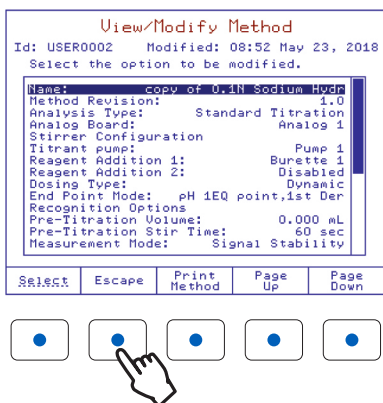 View/Modify Method
Id: USER0002 Modified: 08:52 May 23, 2018
Select the option to be modified.
Name: copy of 0.1N Sodium Hydr
Method Revision: 1.0
Analysis Type: Standard Titration
Analog Board: Analog 1
Stirrer Configuration
Titrant pump: Pump 1
Reagent Addition 1: Burette 1
Reagent Addition 2: Disabled
Dosing Type: Dynamic
End Point Mode: pH 1EQ point,1st Der
Recognition Options
Pre-Titration Volume: 0.000 mL
Pre-Titration Stir Time: 60 sec
Measurement Mode: Signal Stability
Select Escape Print Method Page Up Page Down